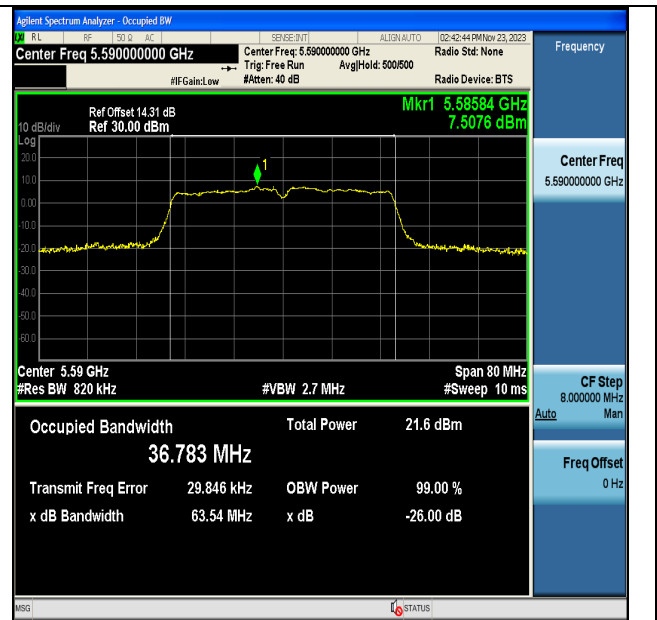 Agilent Spectrum Analyzer - Occupied BW
RL RF 50 Ω AC SENSE:INT ALIGN AUTO 02:42:44 PM Nov 23, 2023
Center Freq 5.590000000 GHz
Center Freq: 5.590000000 GHz
Radio Std: None
Trig: Free Run Avg|Hold: 500/500
#IFGain:Low #Atten: 40 dB Radio Device: BTS
Frequency
Mkr1 5.58584 GHz
7.5076 dBm
Ref Offset 14.31 dB
10 dB/div Ref 30.00 dBm
Log
20.0
10.0
0.00
-10.0
-20.0
-30.0
-40.0
-50.0
-60.0
1
Center 5.59 GHz Span 80 MHz
#Res BW 820 kHz #VBW 2.7 MHz #Sweep 10 ms
Occupied Bandwidth Total Power 21.6 dBm
36.783 MHz
Transmit Freq Error 29.846 kHz OBW Power 99.00 %
x dB Bandwidth 63.54 MHz x dB -26.00 dB
Center Freq
5.590000000 GHz
CF Step
8.000000 MHz
Auto Man
Freq Offset
0 Hz
MSG STATUS